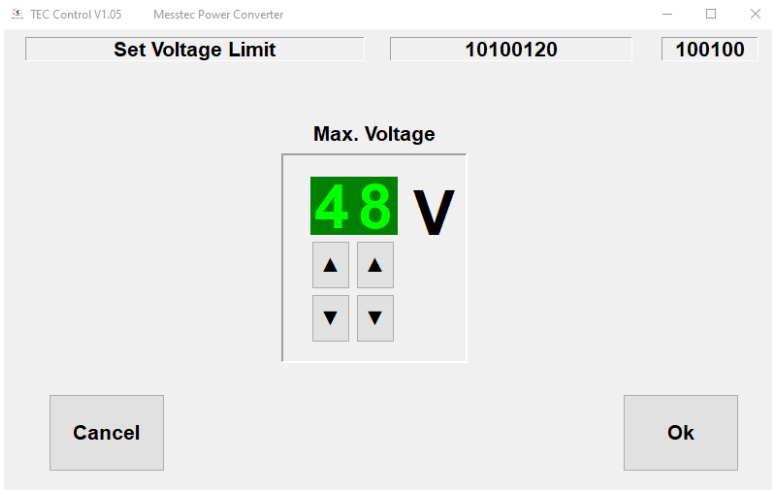 TEC Control V1.05 Messtec Power Converter
Set Voltage Limit 10100120 100100
Max. Voltage
48 V
▲ ▲
▼ ▼
Cancel Ok